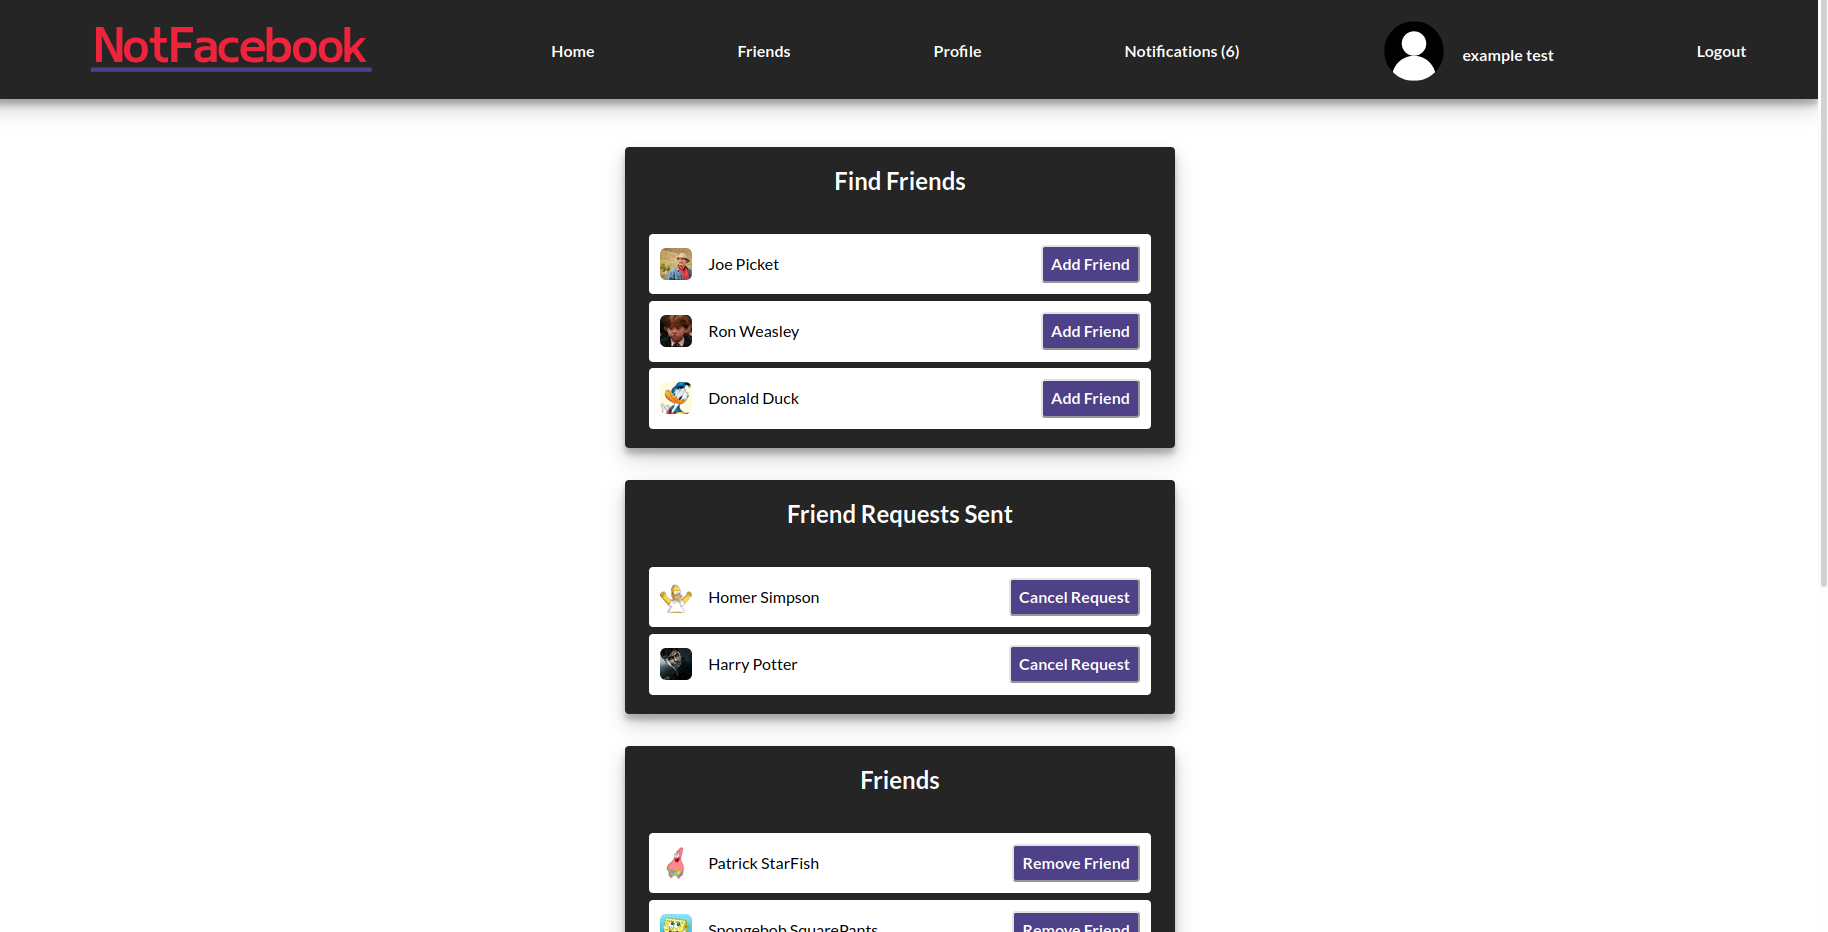 NotFacebook
Home
Friends
Profile
Notifications (6)
example test
Logout
Find Friends
Joe Picket
Add Friend
Ron Weasley
Add Friend
Donald Duck
Add Friend
Friend Requests Sent
Homer Simpson
Cancel Request
Harry Potter
Cancel Request
Friends
Patrick StarFish
Remove Friend
Spongebob SquarePants
Remove Friend